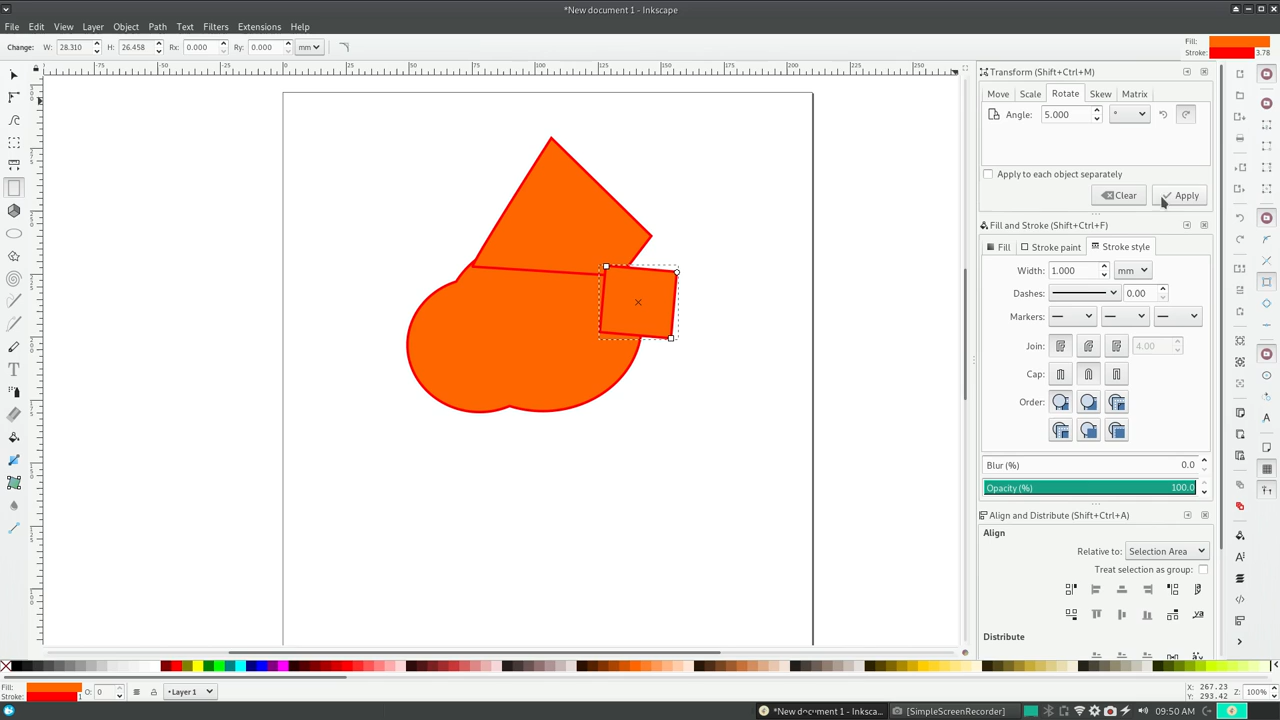 *New document 1 - Inkscape
File Edit View Layer Object Path Text Filters Extensions Help
Change: W: 28.310 H: 26.458 Rx: 0.000 Ry: 0.000 mm
Fill:
Stroke: 3.78
Transform (Shift+Ctrl+M)
Move Scale Rotate Skew Matrix
Angle: 5.000 °
Apply to each object separately
Clear Apply
Fill and Stroke (Shift+Ctrl+F)
Fill Stroke paint Stroke style
Width: 1.000 mm
Dashes: 0.00
Markers:
Join: 4.00
Cap:
Order:
Blur (%) 0.0
Opacity (%) 100.0
Align and Distribute (Shift+Ctrl+A)
Align
Relative to: Selection Area
Treat selection as group:
Distribute
Fill:
Stroke: 1
O: 0
•Layer 1
X: 267.23
Y: 293.42
Z: 100%
*New document 1 - Inksca...
[SimpleScreenRecorder]
09:50 AM